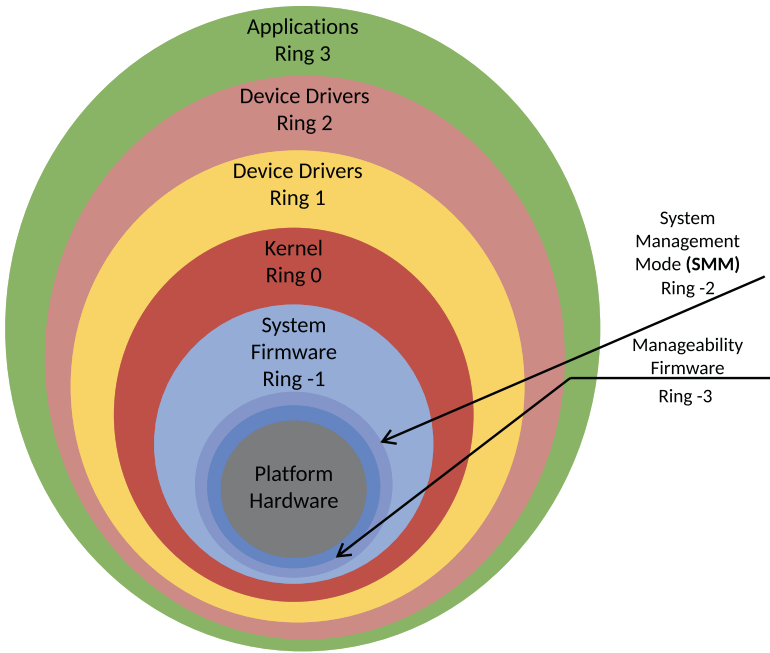 Applications
Ring 3
Device Drivers
Ring 2
Device Drivers
Ring 1
Kernel
Ring 0
System
Firmware
Ring -1
Platform
Hardware
System
Management
Mode (SMM)
Ring -2
Manageability
Firmware
Ring -3